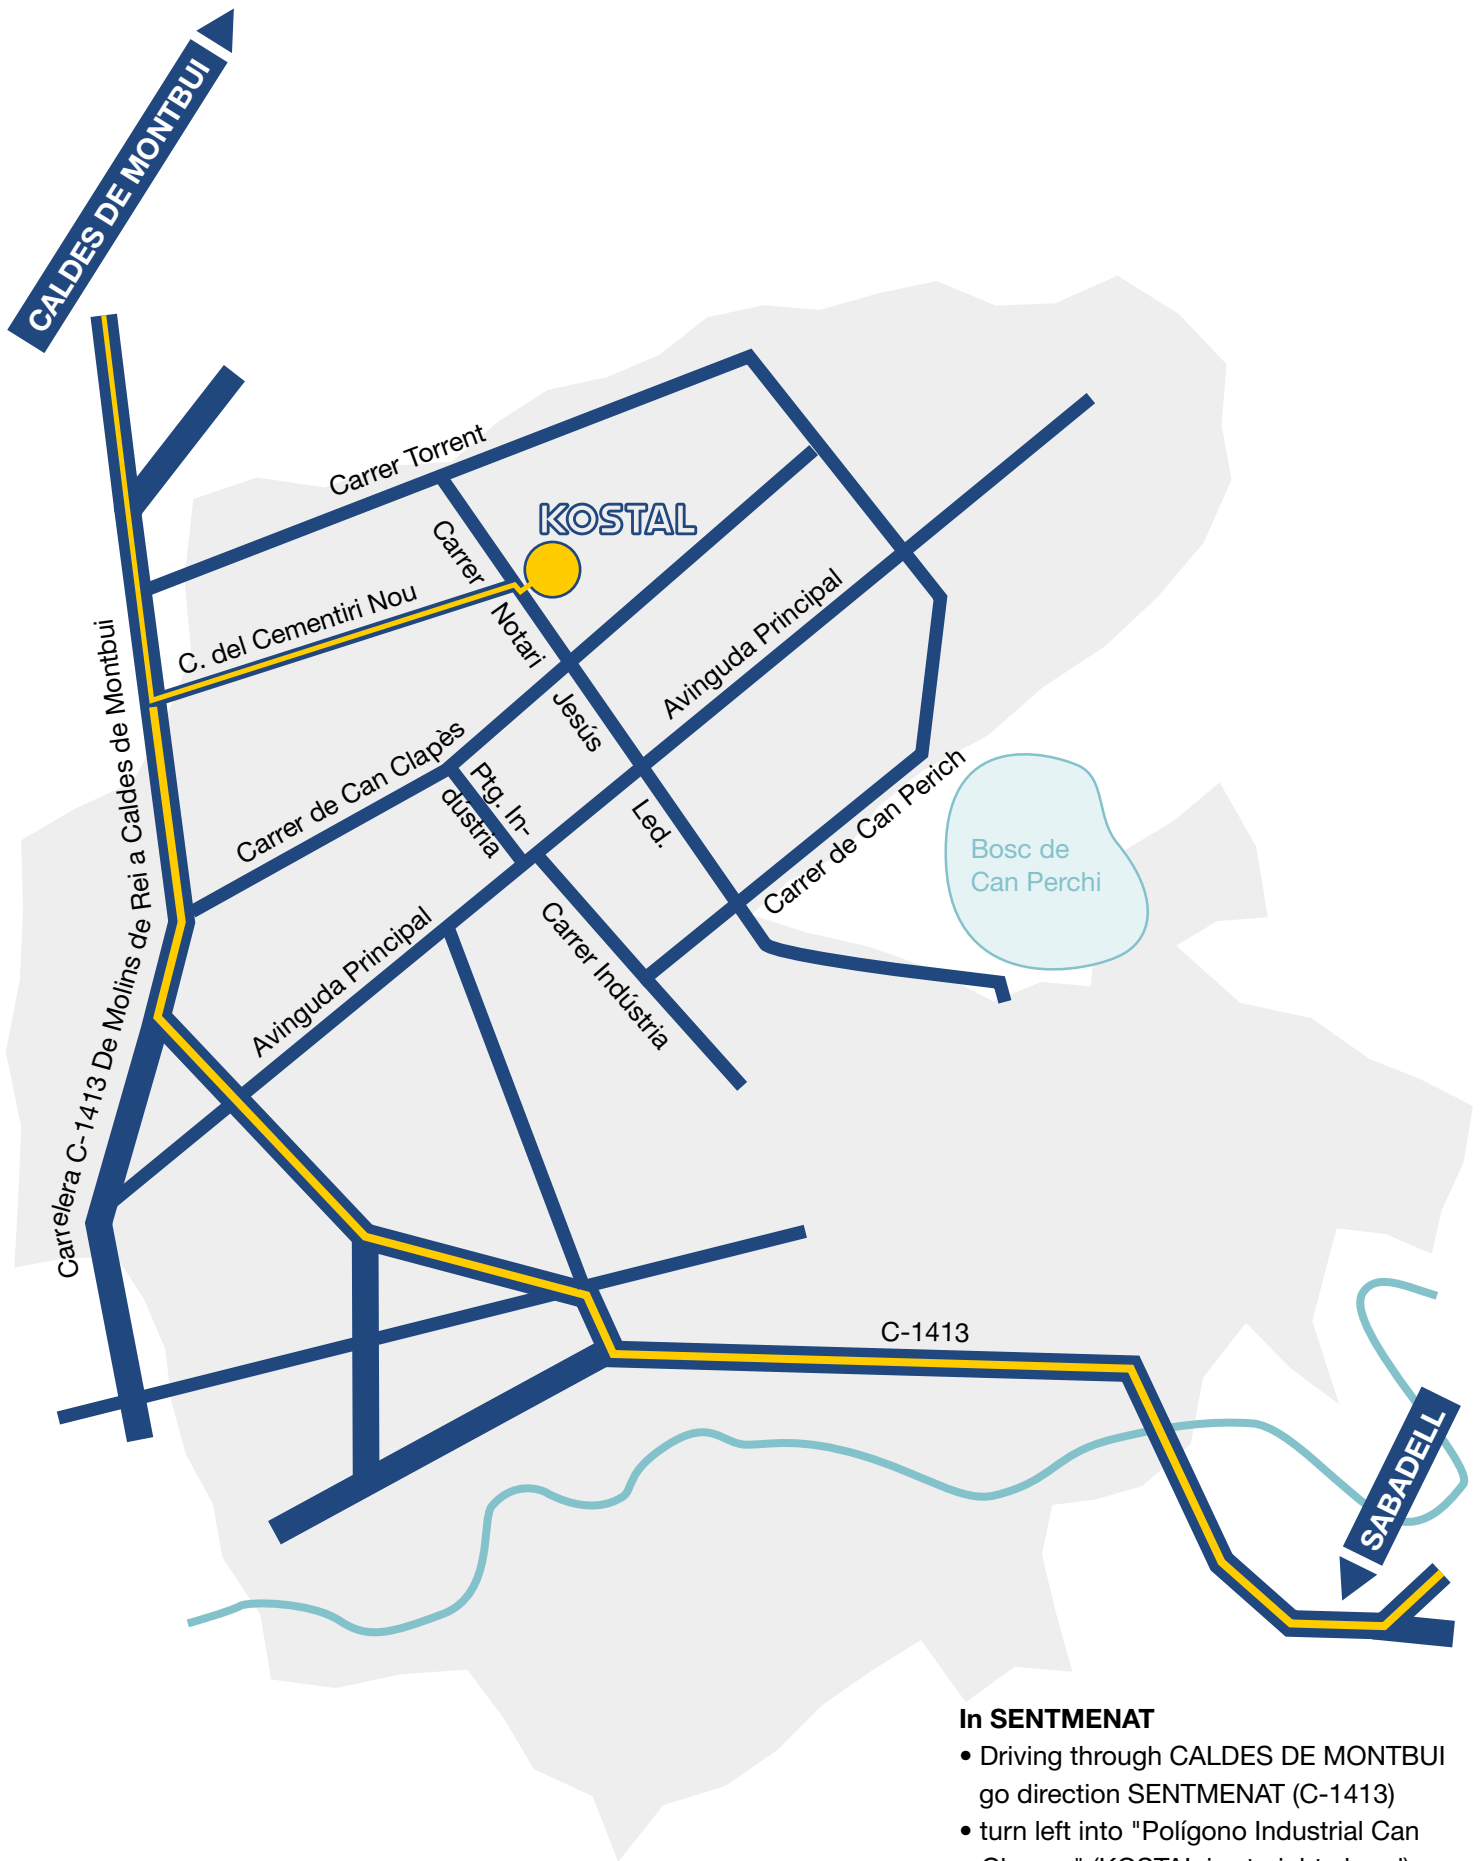 CALDES DE MONTBUI
Carrer Torrent
KOSTAL
Carrer
Notari
Jesús
Led.
C. del Cementiri Nou
Avinguda Principal
Carrelera C-1413 De Molins de Rei a Caldes de Montbui
Carrer de Can Clapès
Ptg. In-
dústria
Carrer de Can Perich
Bosc de
Can Perchi
Avinguda Principal
Carrer Indústria
C-1413
SABADELL
In SENTMENAT
• Driving through CALDES DE MONTBUI
go direction SENTMENAT (C-1413)
• turn left into "Polígono Industrial Can